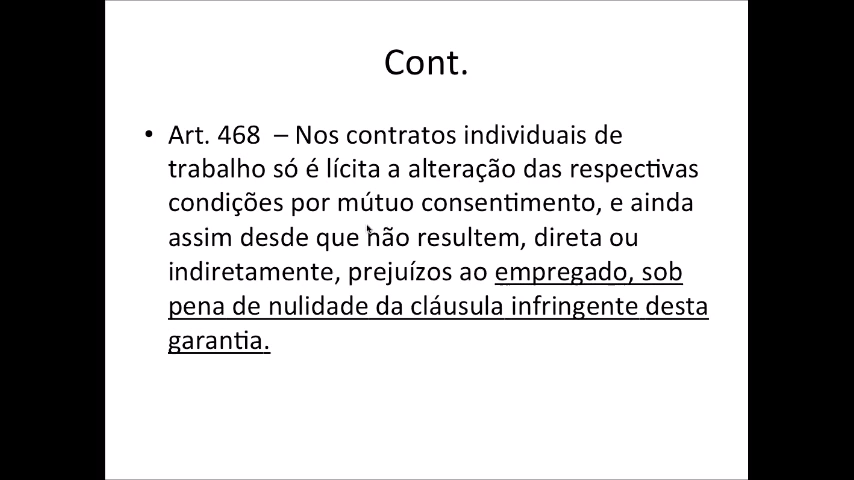 Cont.
• Art. 468 – Nos contratos individuais de
trabalho só é lícita a alteração das respectivas
condições por mútuo consentimento, e ainda
assim desde que não resultem, direta ou
indiretamente, prejuízos ao empregado, sob
pena de nulidade da cláusula infringente desta
garantia.